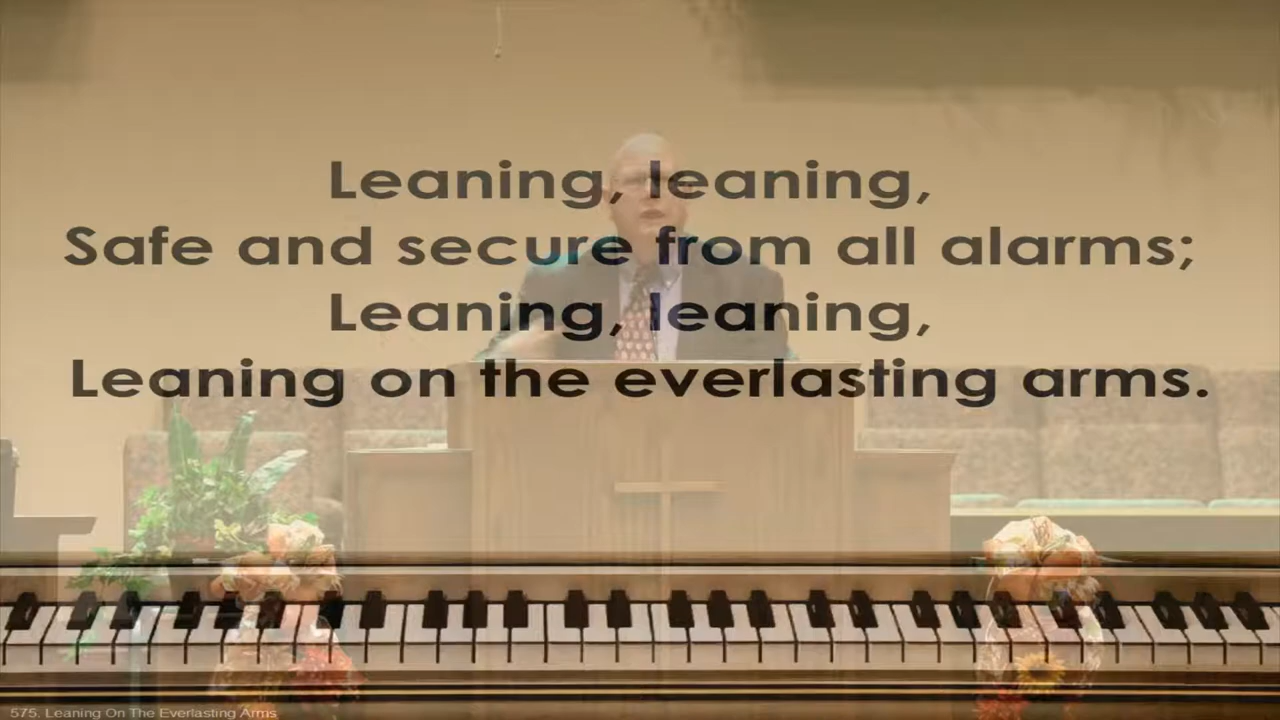 Leaning, leaning,
Safe and secure from all alarms;
Leaning, leaning,
Leaning on the everlasting arms.
575. Leaning On The Everlasting Arms